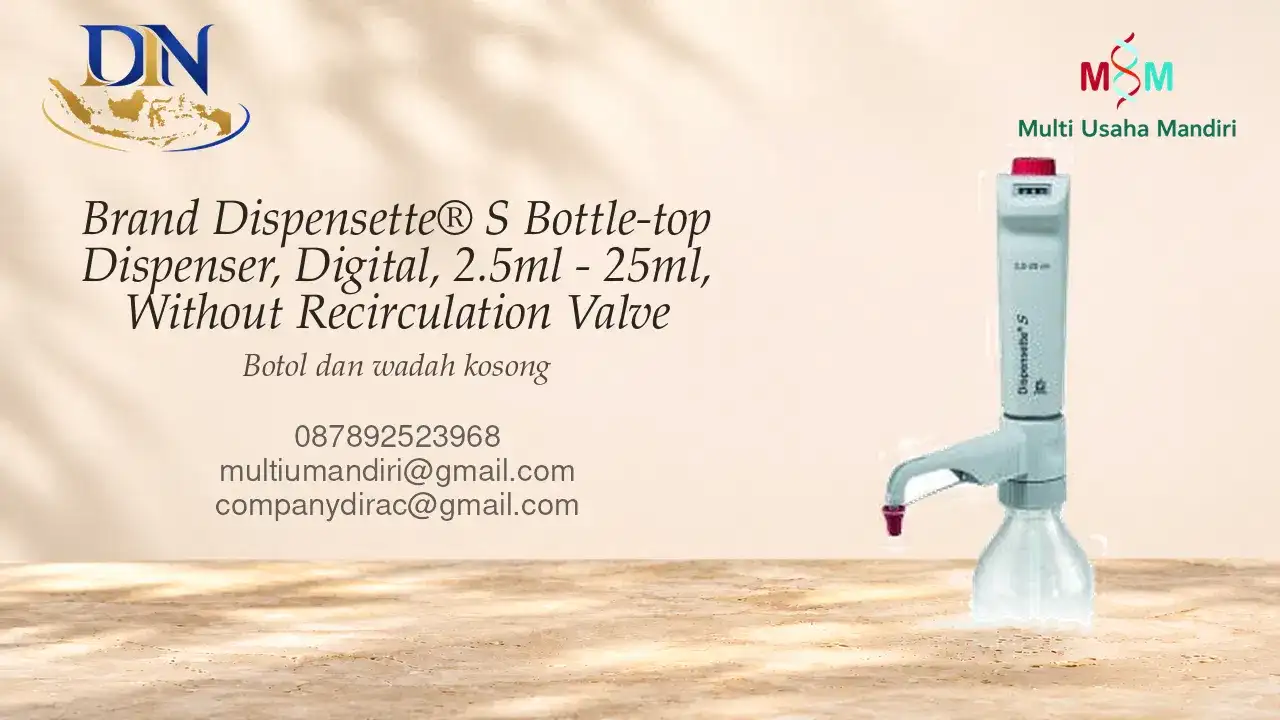 DIN
MSM
Multi Usaha Mandiri
Brand Dispensette® S Bottle-top
Dispenser, Digital, 2.5ml - 25ml,
Without Recirculation Valve
Botol dan wadah kosong
087892523968
multiumandiri@gmail.com
companydirac@gmail.com
Dispensette® S